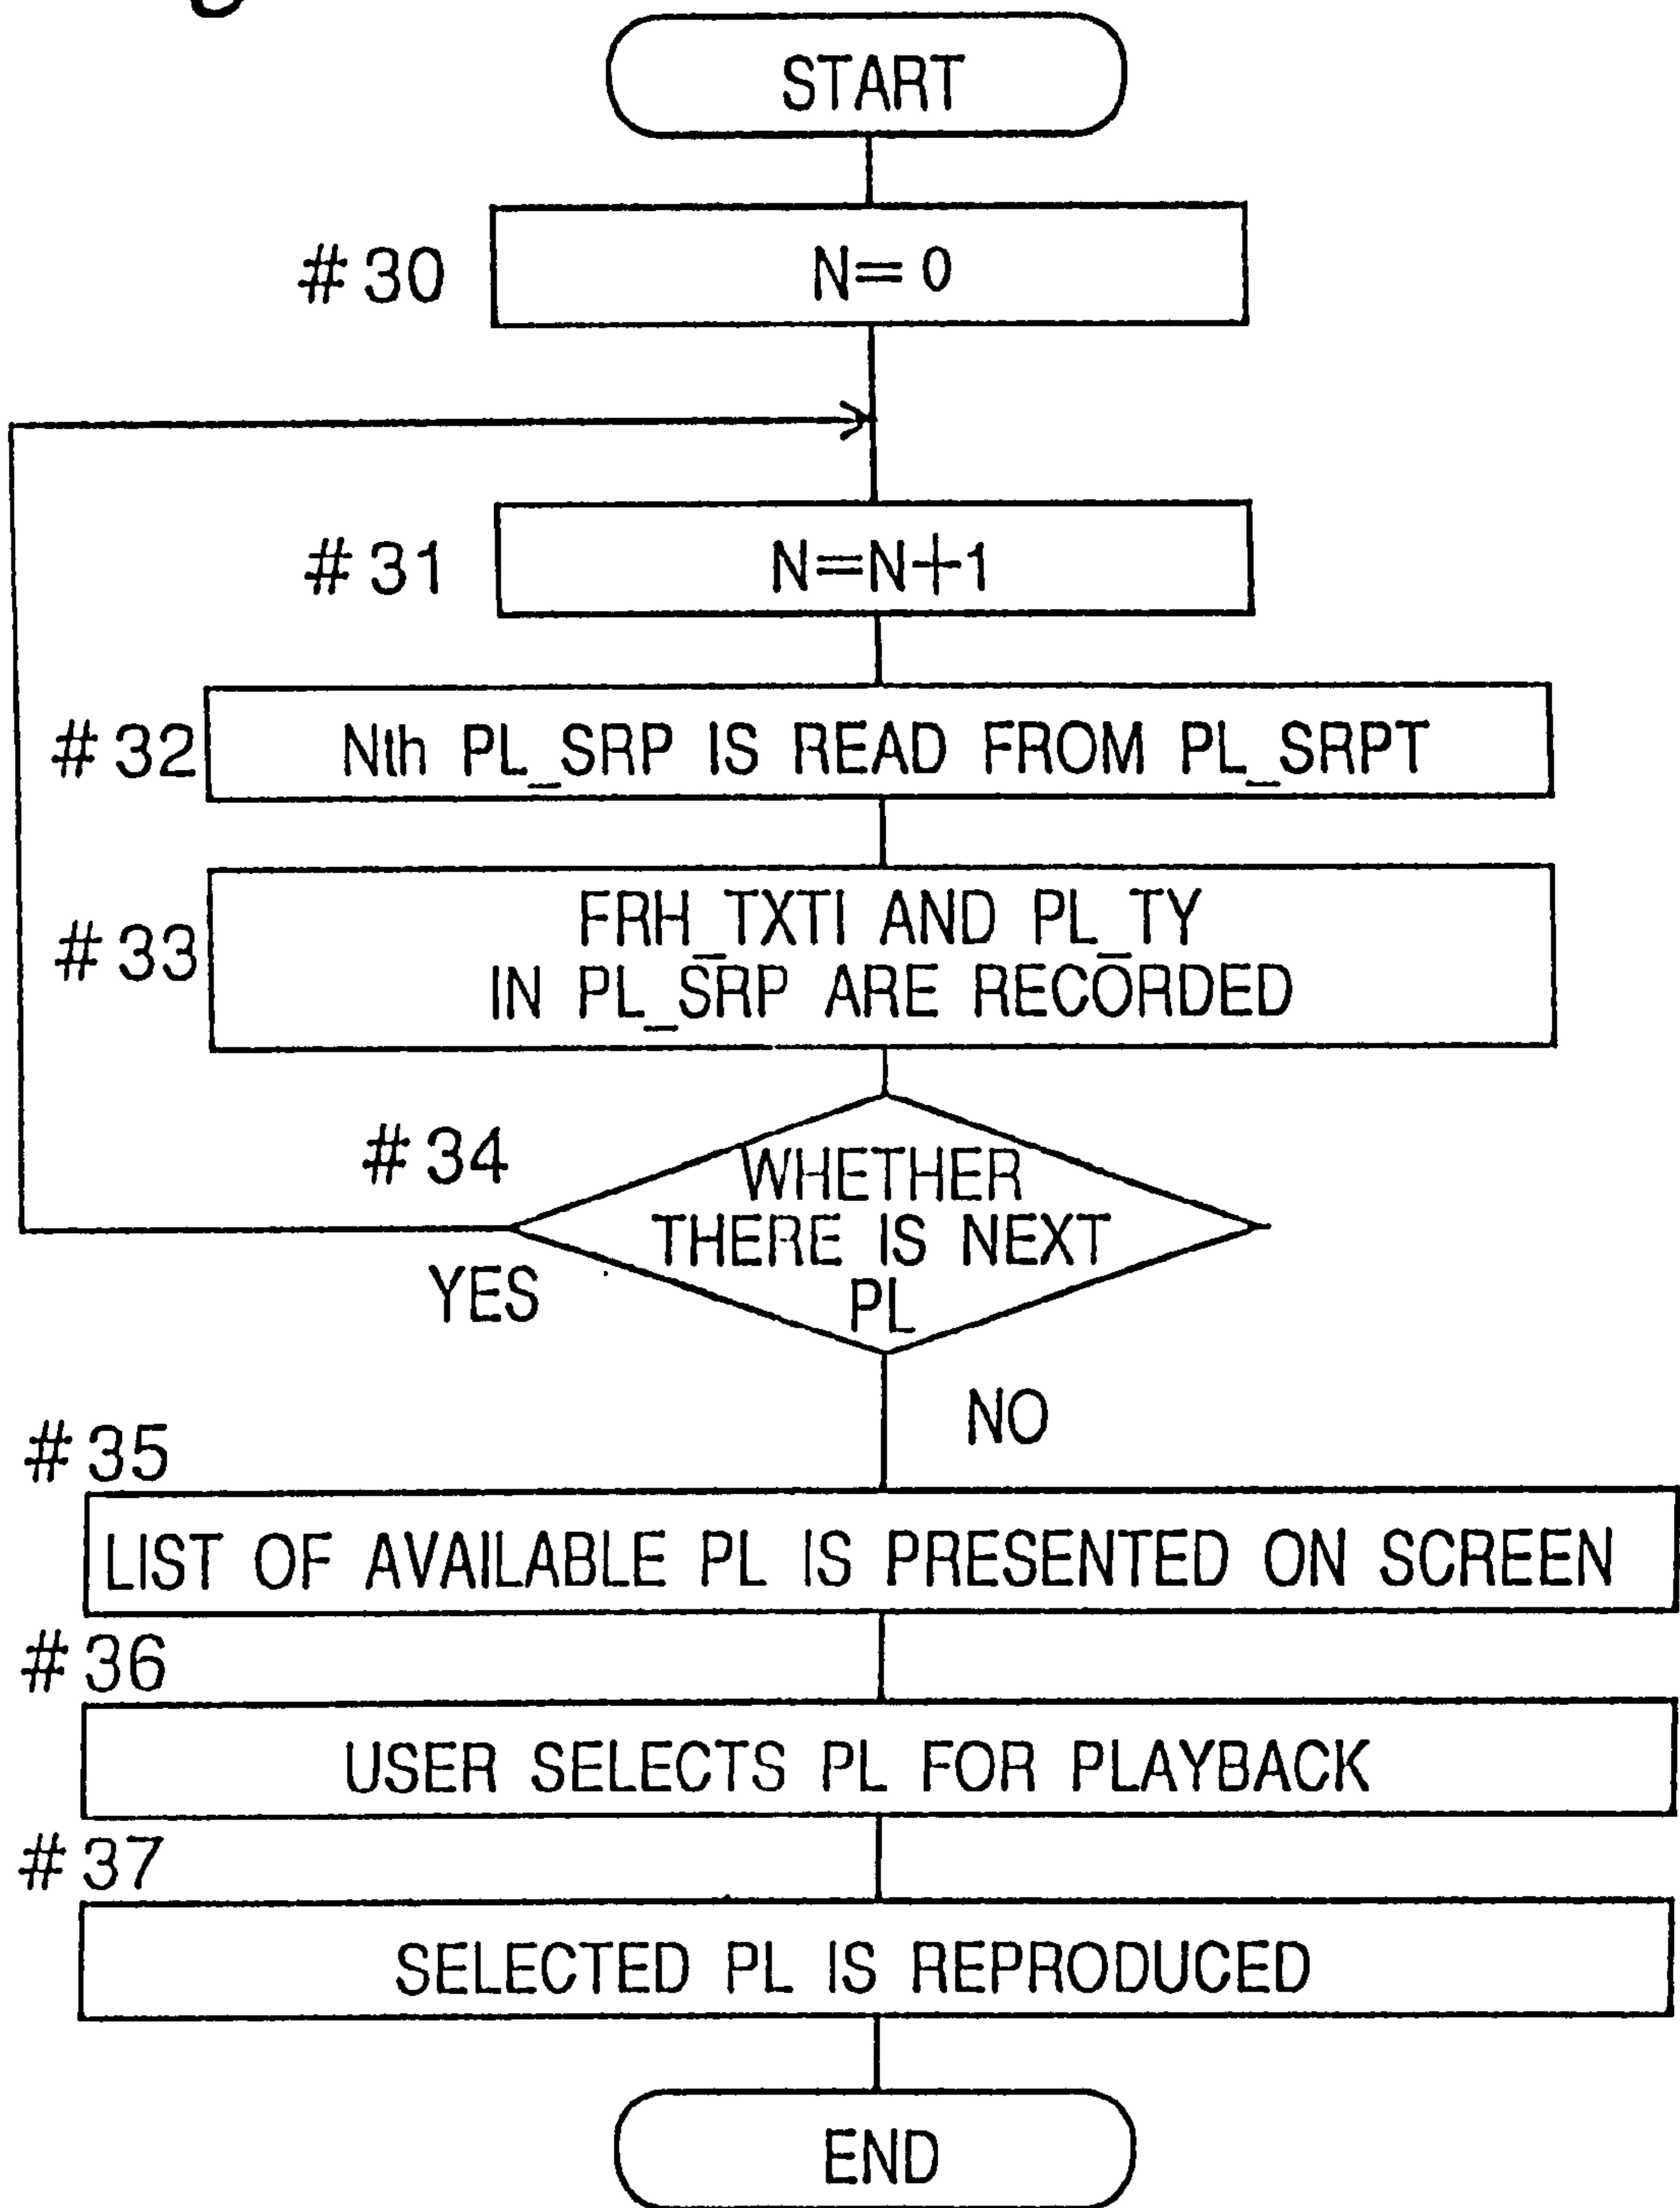 START
#30
N=0
#31
N=N+1
#32
Nth PL_SRP IS READ FROM PL_SRPT
#33
FRH_TXTI AND PL_TY
IN PL_SRP ARE RECORDED
#34
WHETHER
THERE IS NEXT
PL
YES
NO
#35
LIST OF AVAILABLE PL IS PRESENTED ON SCREEN
#36
USER SELECTS PL FOR PLAYBACK
#37
SELECTED PL IS REPRODUCED
END